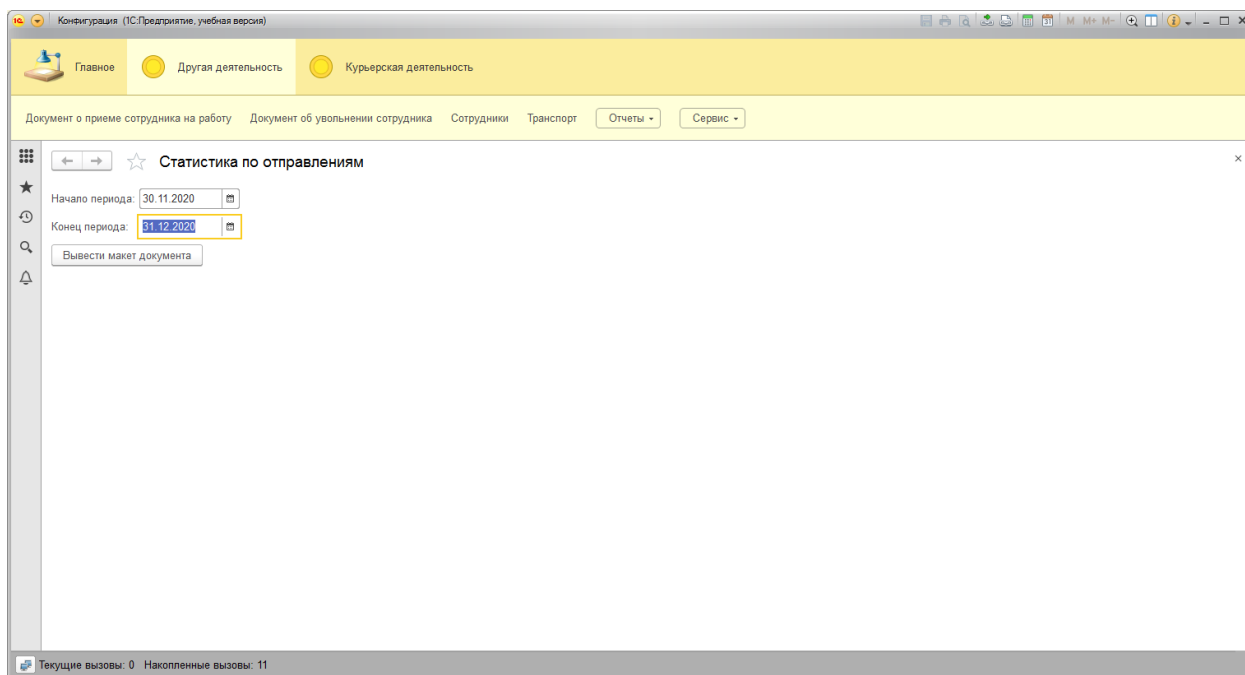 Конфигурация (1С:Предприятие, учебная версия)
M M+ M-
Главное Другая деятельность Курьерская деятельность
Документ о приеме сотрудника на работу Документ об увольнении сотрудника Сотрудники Транспорт Отчеты Сервис
Статистика по отправлениям
Начало периода: 30.11.2020
Конец периода: 31.12.2020
Вывести макет документа
Текущие вызовы: 0 Накопленные вызовы: 11